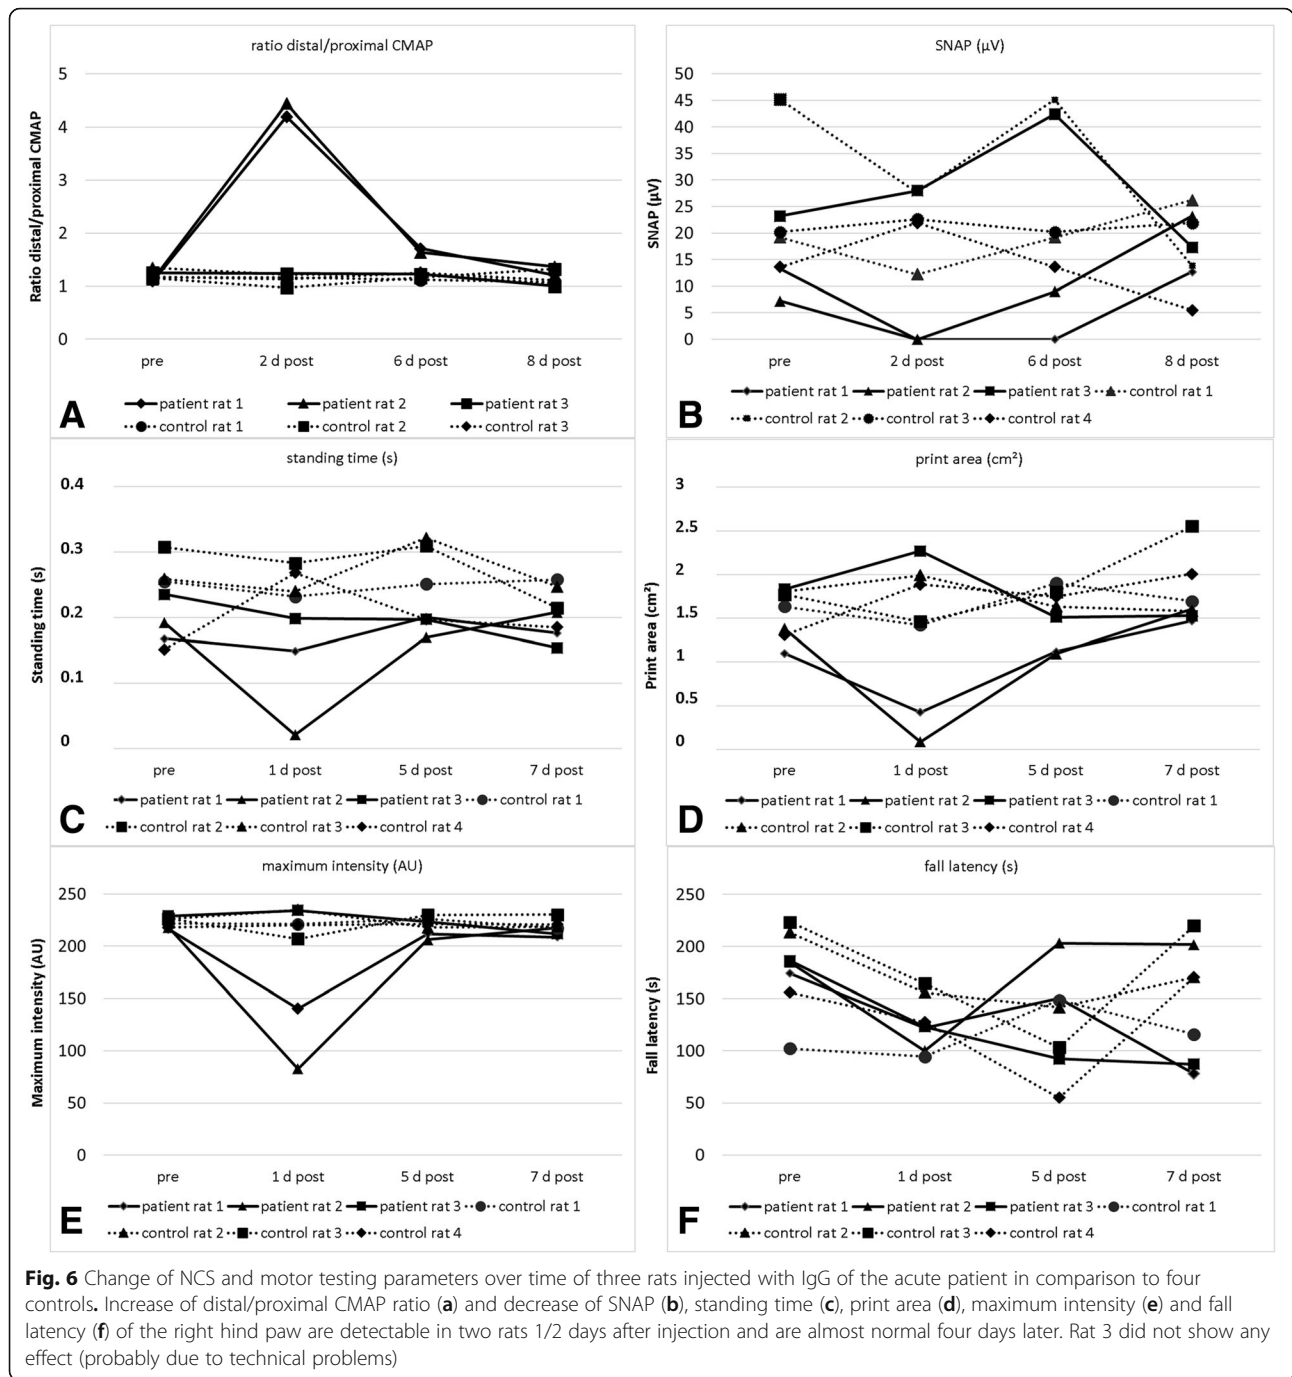 ratio distal/proximal CMAP
Ratio distal/proximal CMAP
5
4
3
2
1
0
pre 2 d post 6 d post 8 d post
patient rat 1 patient rat 2 patient rat 3
control rat 1 control rat 2 control rat 3
A
SNAP (µV)
SNAP (µV)
50
45
40
35
30
25
20
15
10
5
0
pre 2 d post 6 d post 8 d post
patient rat 1 patient rat 2 patient rat 3 control rat 1
control rat 2 control rat 3 control rat 4
B
standing time (s)
Standing time (s)
0.4
0.3
0.2
0.1
0
pre 1 d post 5 d post 7 d post
patient rat 1 patient rat 2 patient rat 3 control rat 1
control rat 2 control rat 3 control rat 4
C
print area (cm²)
Print area (cm²)
3
2.5
2
1.5
1
0.5
0
pre 1 d post 5 d post 7 d post
patient rat 1 patient rat 2 patient rat 3 control rat 1
control rat 2 control rat 3 control rat 4
D
maximum intensity (AU)
Maximum intensity (AU)
250
200
150
100
50
0
pre 1 d post 5 d post 7 d post
patient rat 1 patient rat 2 patient rat 3 control rat 1
control rat 2 control rat 3 control rat 4
E
fall latency (s)
Fall latency (s)
250
200
150
100
50
0
pre 1 d post 5 d post 7 d post
patient rat 1 patient rat 2 patient rat 3 control rat 1
control rat 2 control rat 3 control rat 4
F
Fig. 6 Change of NCS and motor testing parameters over time of three rats injected with IgG of the acute patient in comparison to four
controls. Increase of distal/proximal CMAP ratio (a) and decrease of SNAP (b), standing time (c), print area (d), maximum intensity (e) and fall
latency (f) of the right hind paw are detectable in two rats 1/2 days after injection and are almost normal four days later. Rat 3 did not show any
effect (probably due to technical problems)